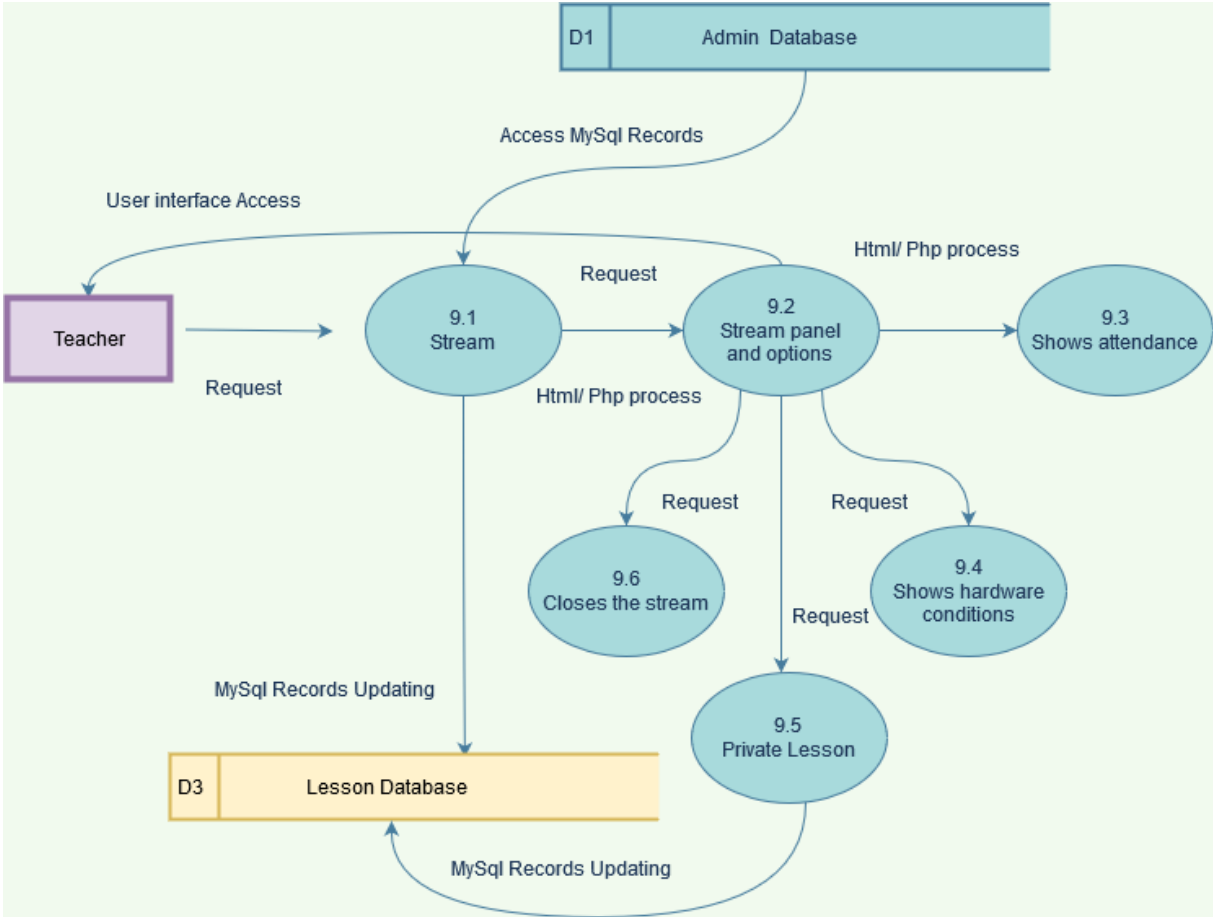 D1
Admin Database
Access MySql Records
User interface Access
Html/ Php process
Request
9.1
Stream
9.2
Stream panel
and options
9.3
Shows attendance
Teacher
Request
Html/ Php process
Request
Request
9.6
Closes the stream
9.4
Shows hardware
conditions
Request
MySql Records Updating
9.5
Private Lesson
D3
Lesson Database
MySql Records Updating